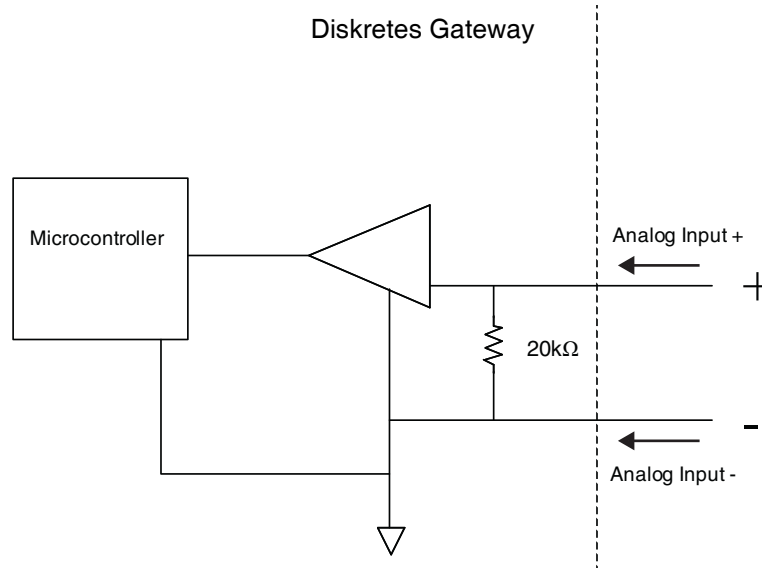 Diskretes Gateway
Microcontroller
Analog Input +
+
20kΩ
-
Analog Input -